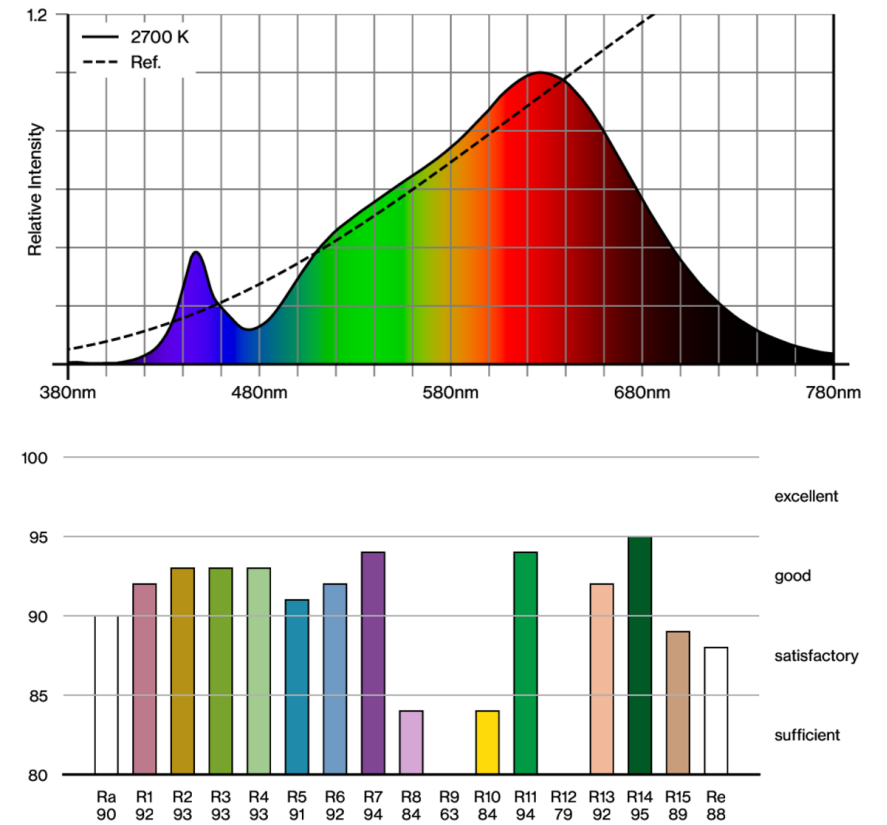 1.2
2700 K
Ref.
Relative Intensity
380nm 480nm 580nm 680nm 780nm
100
excellent
95
good
90
satisfactory
85
sufficient
80
Ra R1 R2 R3 R4 R5 R6 R7 R8 R9 R10 R11 R12 R13 R14 R15 Re
90 92 93 93 93 91 92 94 84 63 84 94 79 92 95 89 88